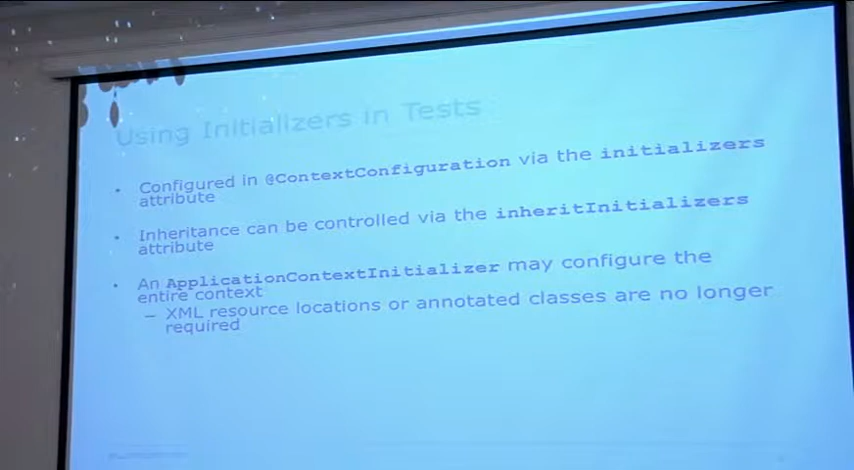 Using Initializers in Tests
• Configured in @ContextConfiguration via the initializers
attribute
• Inheritance can be controlled via the inheritInitializers
attribute
• An ApplicationContextInitializer may configure the
entire context
– XML resource locations or annotated classes are no longer
required